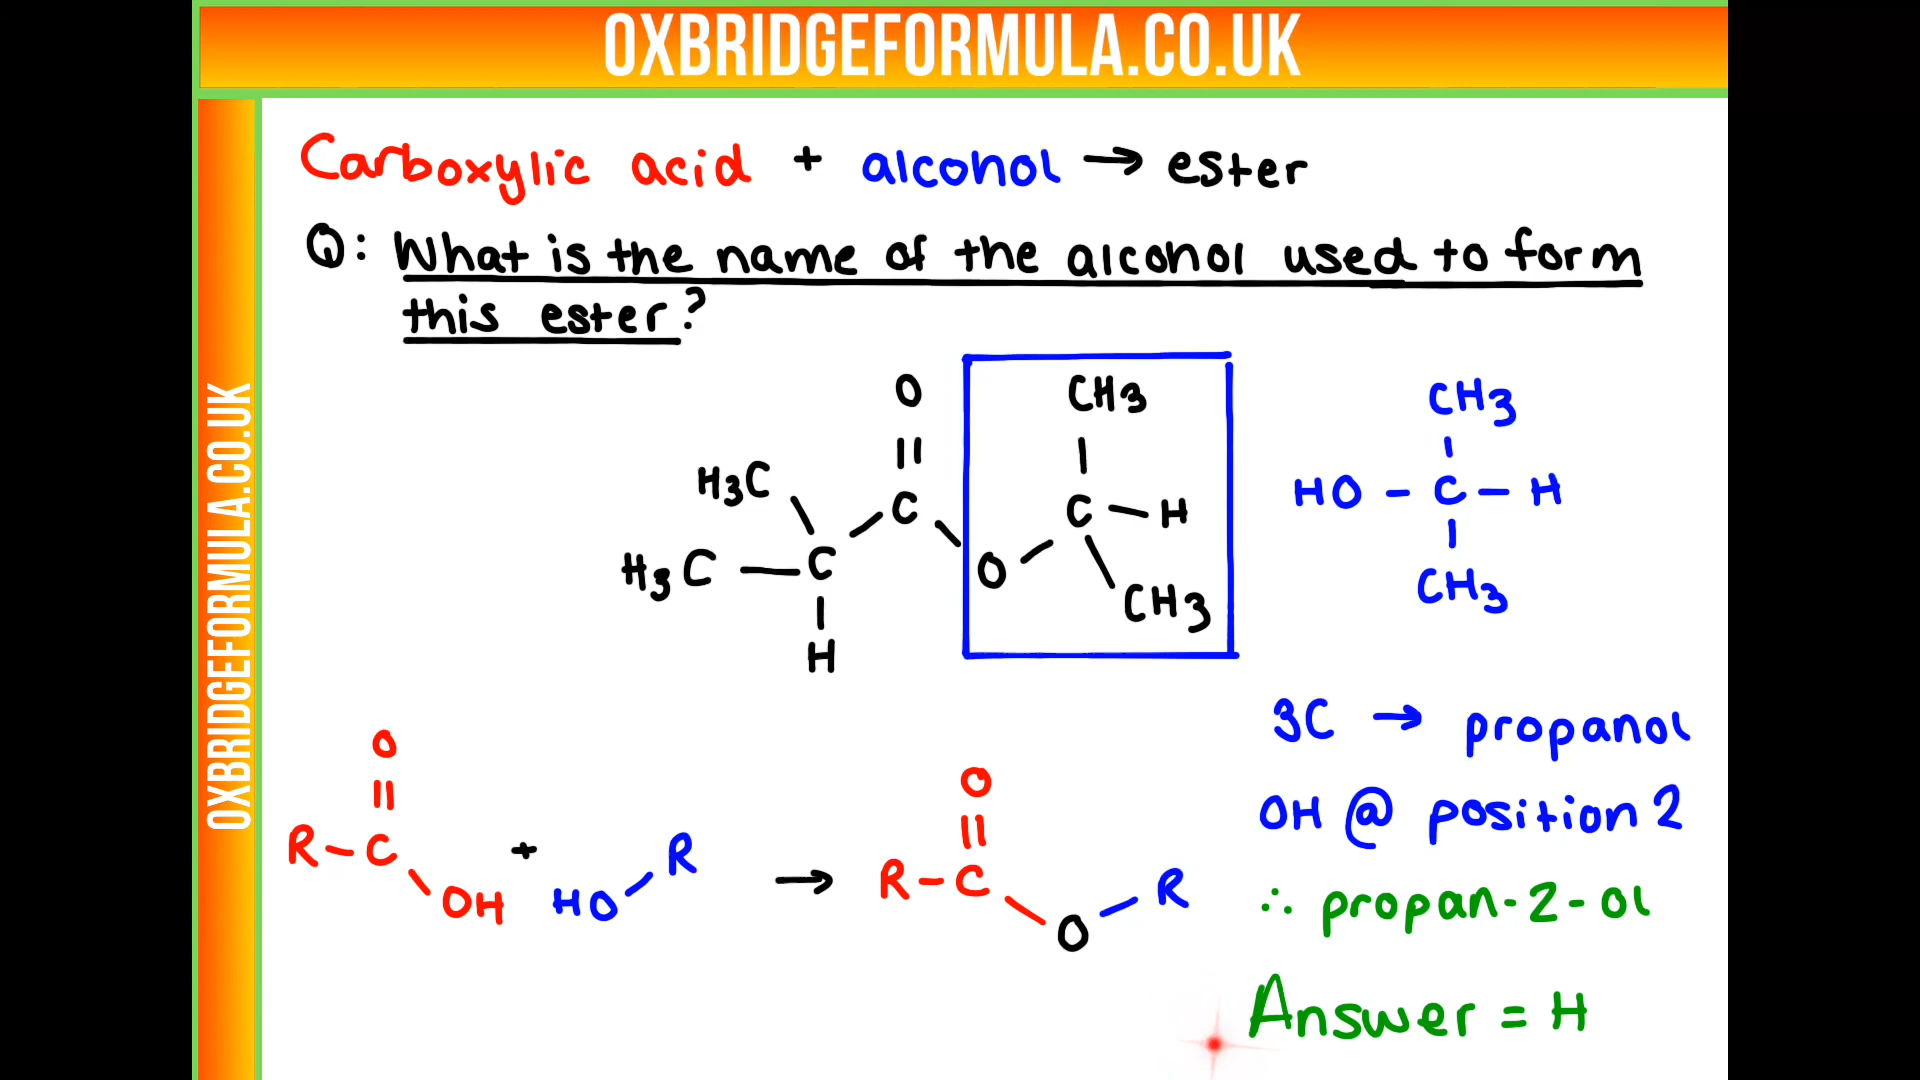 OXBRIDGEFORMULA.CO.UK
OXBRIDGEFORMULA.CO.UK
Carboxylic acid + alcohol → ester
Q: What is the name of the alcohol used to form
this ester?
O
CH3
H3C
C
C — H
H3C — C
O
CH3
H
CH3
HO - C - H
CH3
O
R - C
OH
+
HO - R
→
O
R - C
O - R
3C → propanol
OH @ position 2
∴ propan-2-ol
Answer = H